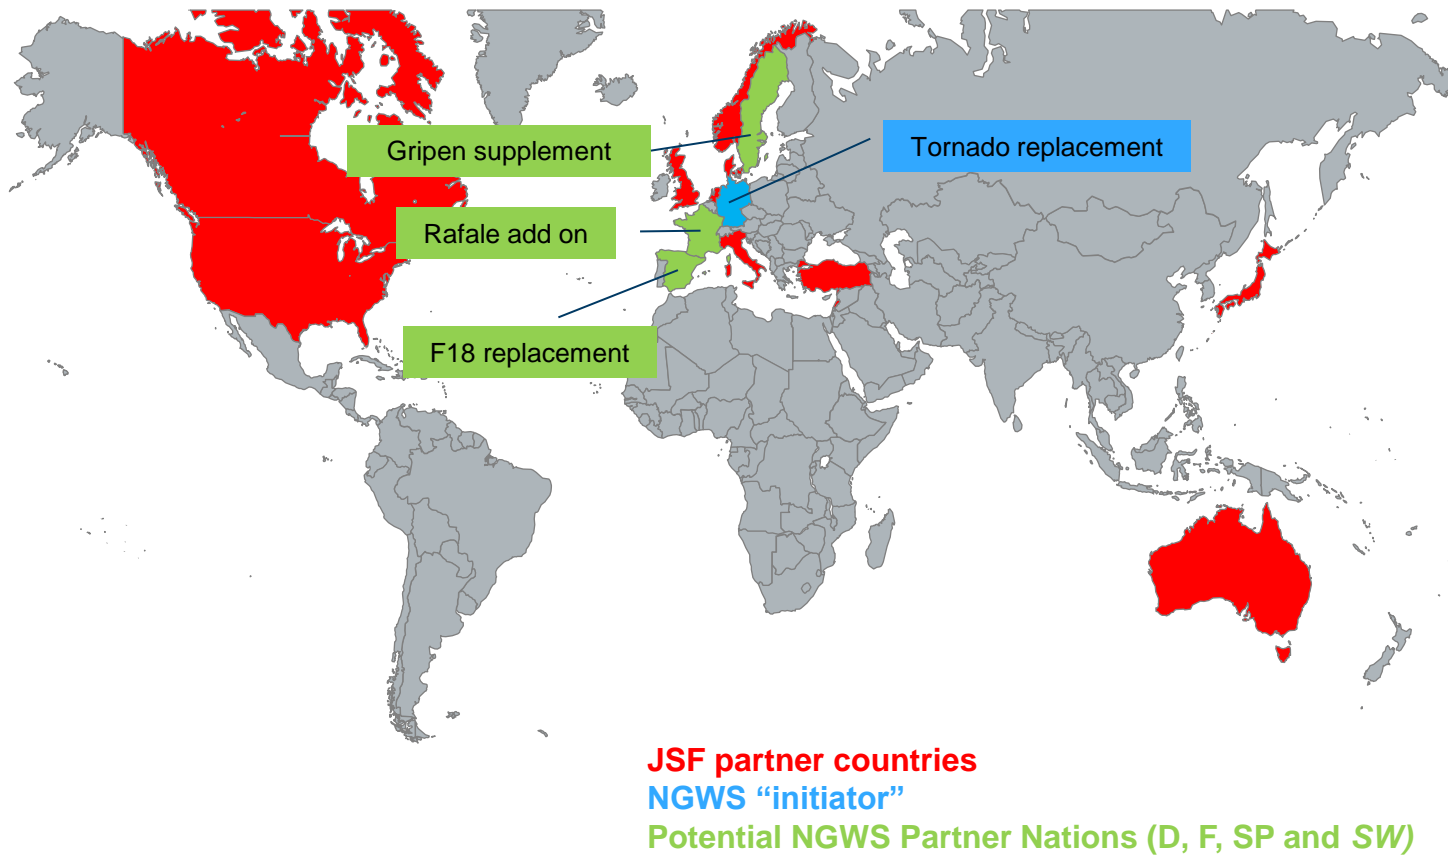 Gripen supplement
Tornado replacement
Rafale add on
F18 replacement
JSF partner countries
NGWS “initiator”
Potential NGWS Partner Nations (D, F, SP and SW)